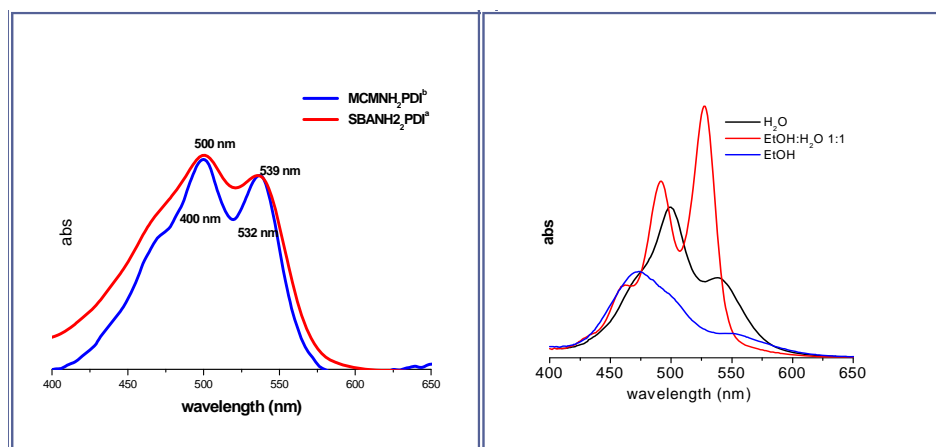 MCMNH2PDIb
SBANH2₂PDIa
500 nm
539 nm
400 nm
532 nm
abs
400 450 500 550 600 650
wavelength (nm)
H2O
EtOH:H2O 1:1
EtOH
abs
400 450 500 550 600 650
wavelength (nm)